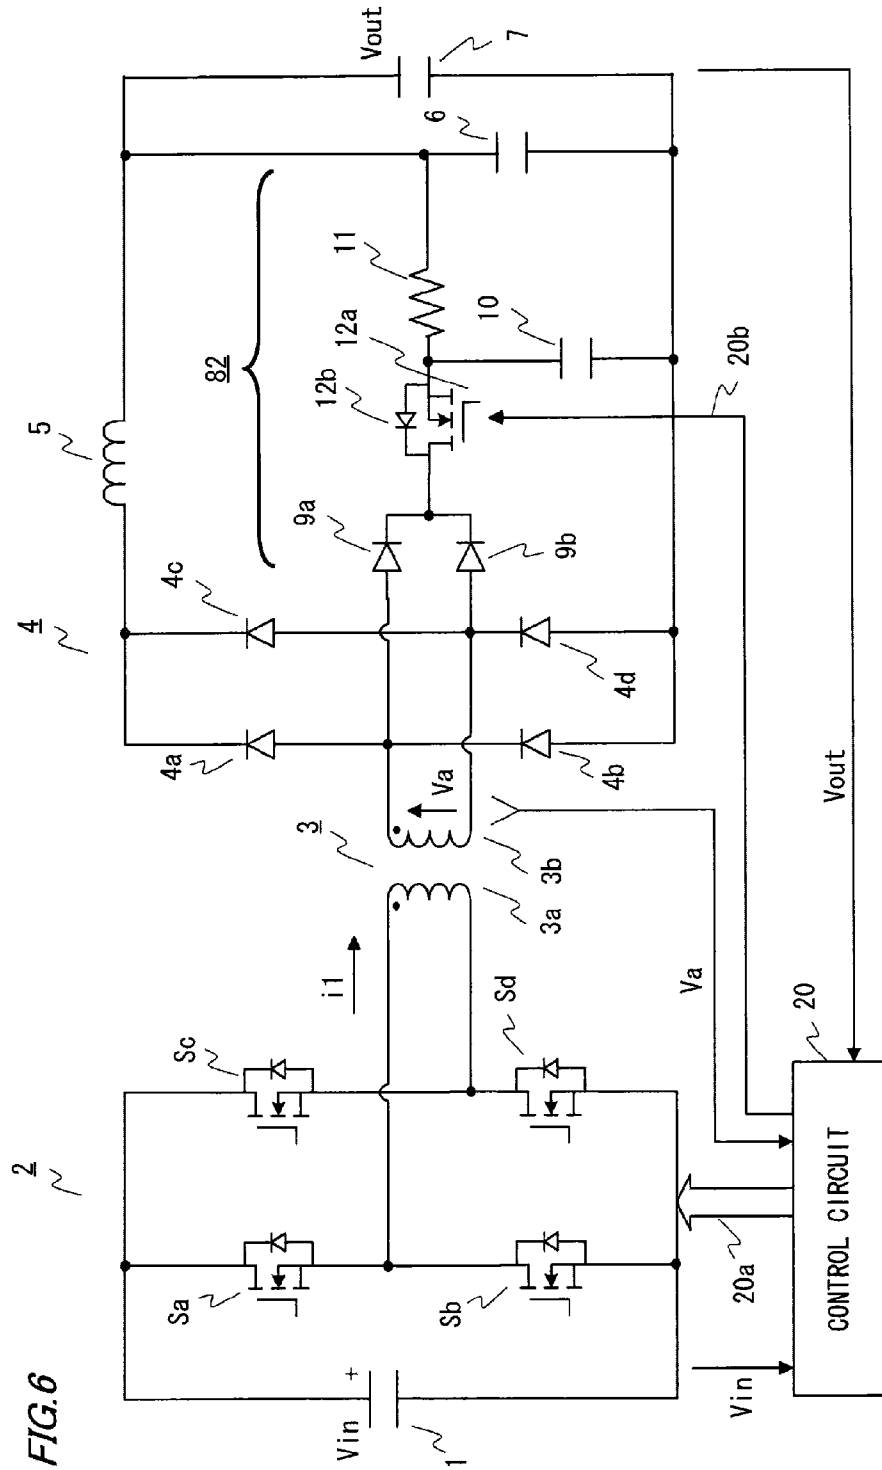 FIG.6
2
Sa
Sb
Sc
Sd
Vin
+
1
i1
3
3a
3b
Va
4
4a
4b
4c
4d
5
82
9a
9b
12b
12a
11
10
6
7
Vout
20b
Vout
Va
20
20a
Vin
CONTROL CIRCUIT